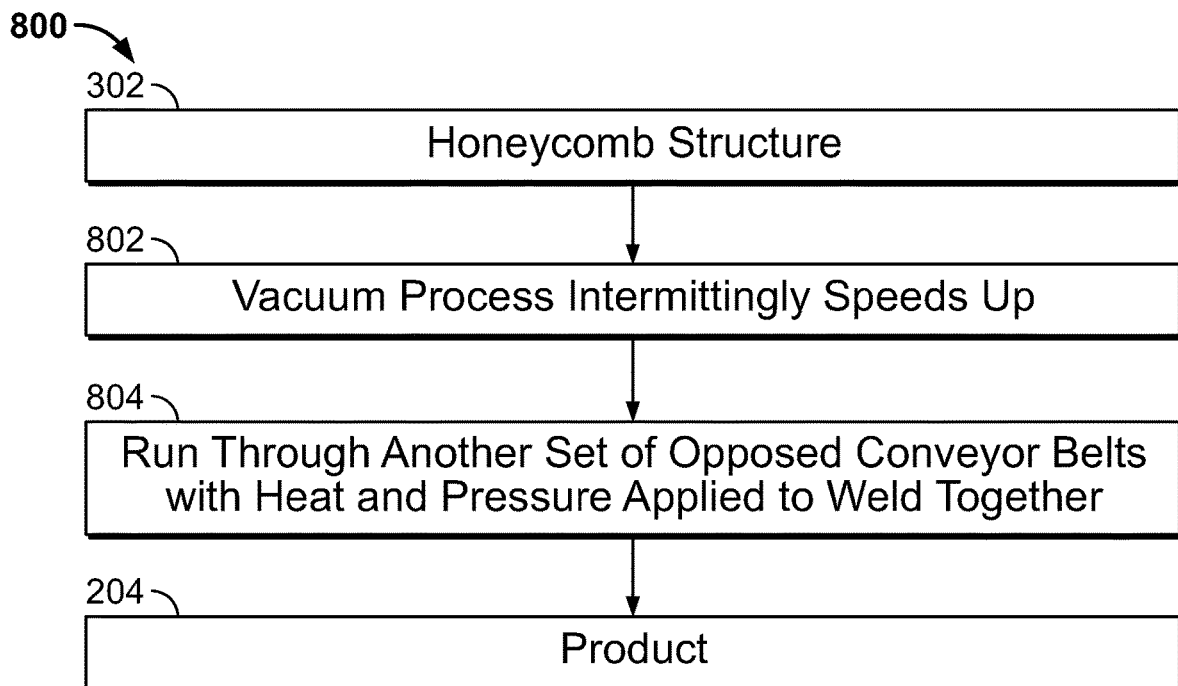 800
302
Honeycomb Structure
802
Vacuum Process Intermittingly Speeds Up
804
Run Through Another Set of Opposed Conveyor Belts
with Heat and Pressure Applied to Weld Together
204
Product